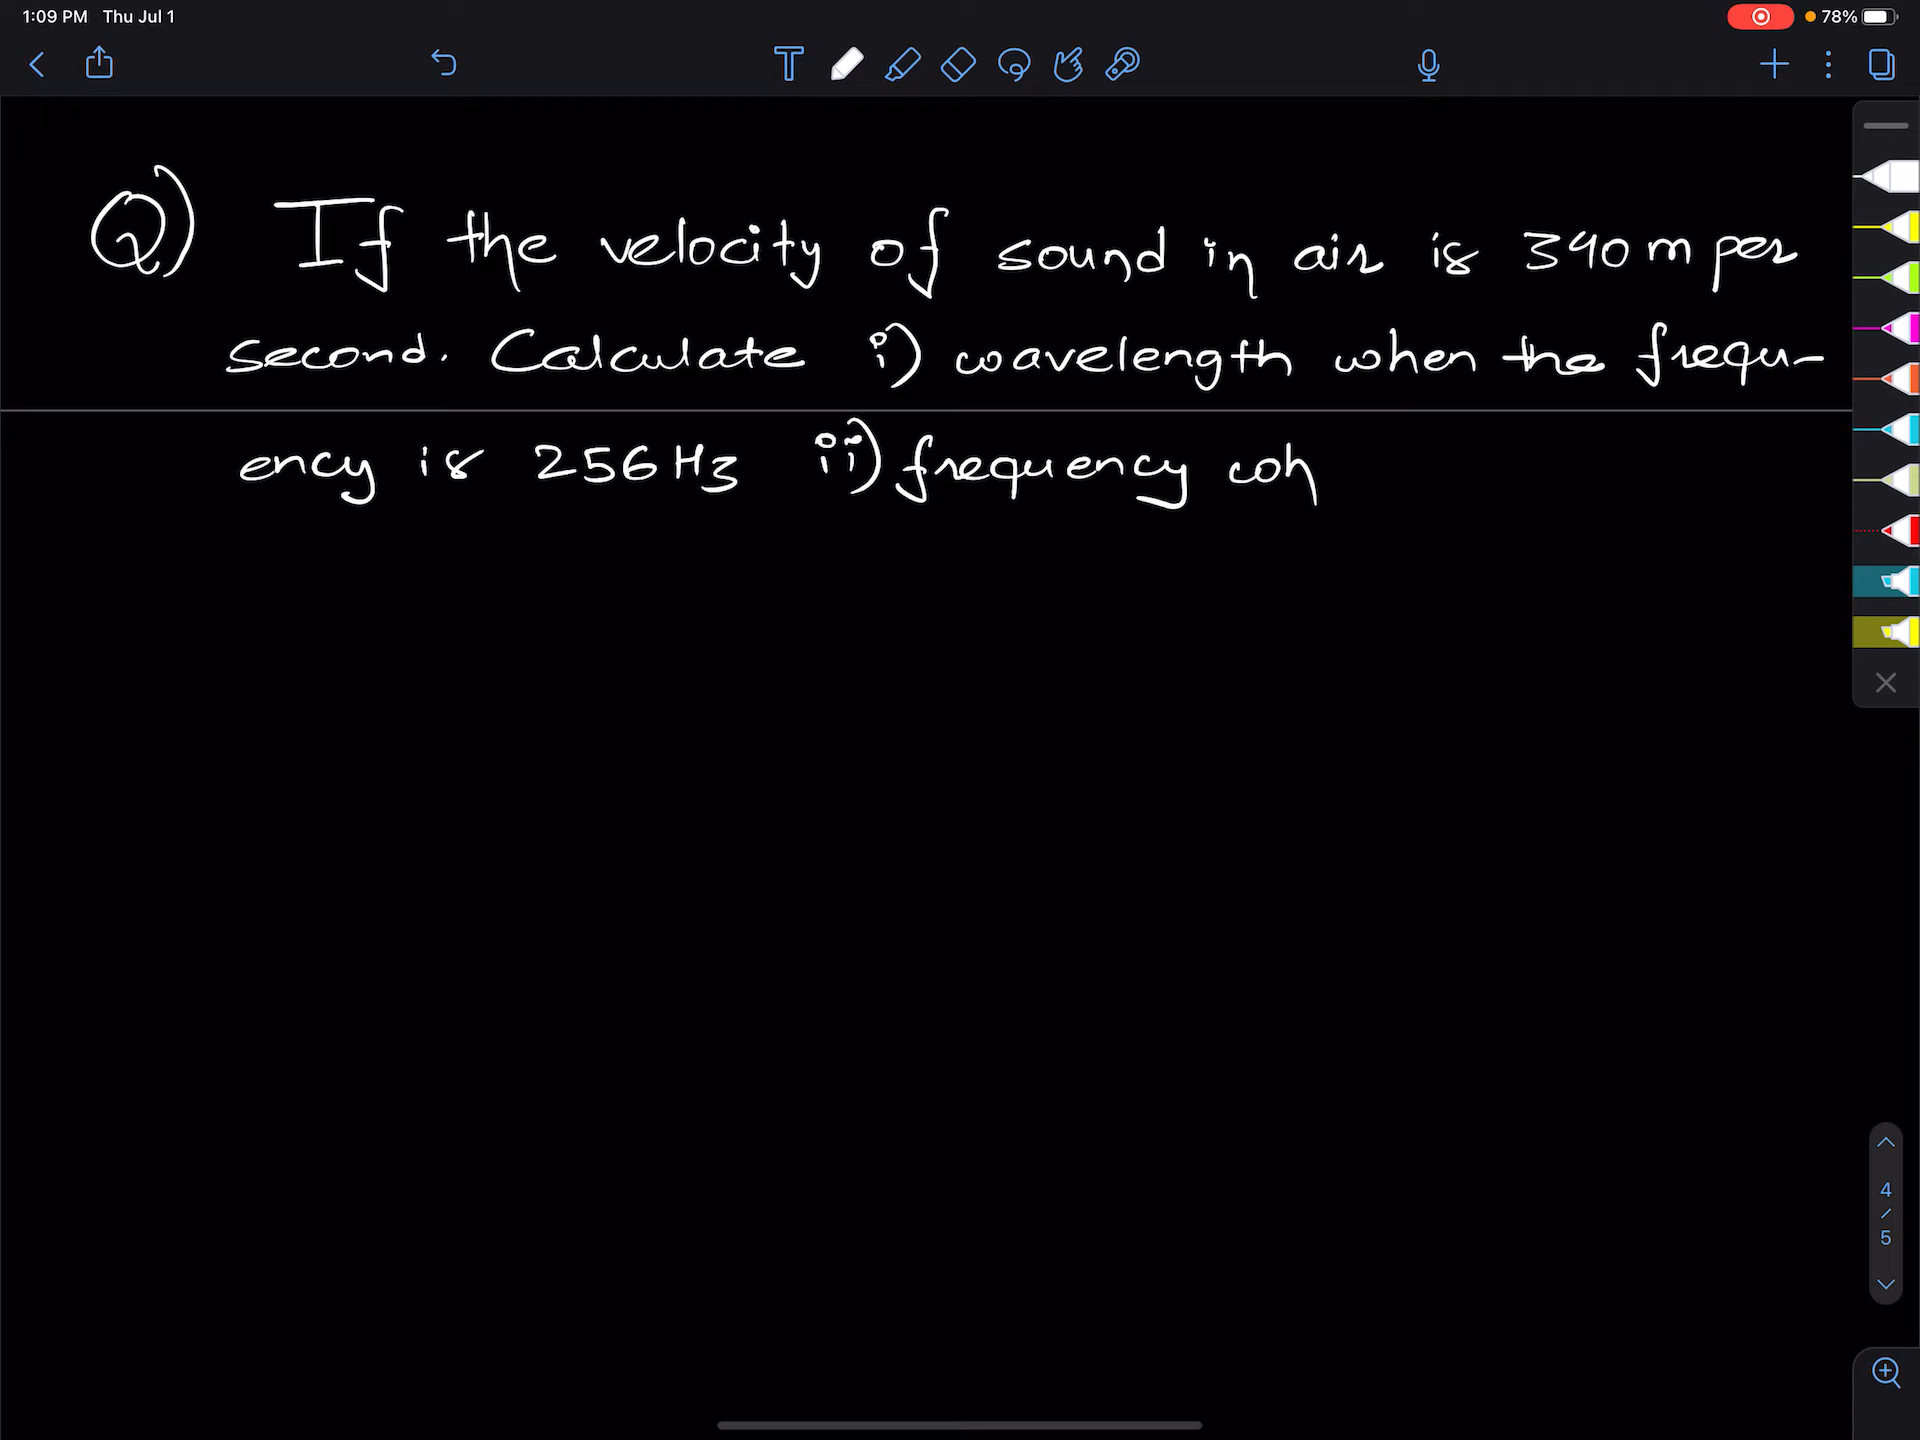 1:09 PM Thu Jul 1
78%
Q) If the velocity of sound in air is 340 m per
second. Calculate i) wavelength when the frequ-
ency is 256 Hz ii) frequency
4
/
5